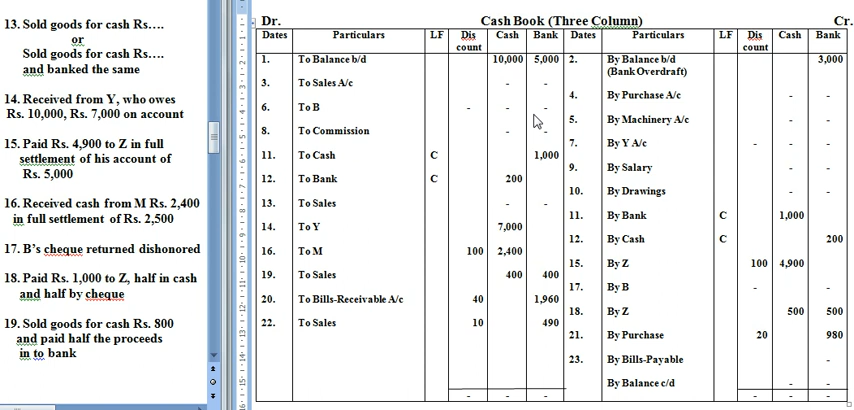 13. Sold goods for cash Rs....
or
Sold goods for cash Rs....
and banked the same
14. Received from Y, who owes
Rs. 10,000, Rs. 7,000 on account
15. Paid Rs. 4,900 to Z in full
settlement of his account of
Rs. 5,000
16. Received cash from M Rs. 2,400
in full settlement of Rs. 2,500
17. B's cheque returned dishonored
18. Paid Rs. 1,000 to Z, half in cash
and half by cheque
19. Sold goods for cash Rs. 800
and paid half the proceeds
in to bank
Dr. Cash Book (Three Column) Cr.
Dates Particulars LF Dis count Cash Bank Dates Particulars LF Dis count Cash Bank
1. To Balance b/d 10,000 5,000 2. By Balance b/d 3,000
(Bank Overdraft)
3. To Sales A/c - -
4. By Purchase A/c - -
6. To B - - -
5. By Machinery A/c - -
8. To Commission - -
7. By Y A/c - - -
11. To Cash C 1,000
9. By Salary - -
12. To Bank C 200
10. By Drawings - -
13. To Sales - -
11. By Bank C 1,000
14. To Y 7,000
12. By Cash C 200
16. To M 100 2,400
15. By Z 100 4,900
19. To Sales 400 400
17. By B - -
20. To Bills-Receivable A/c 40 1,960
18. By Z 500 500
22. To Sales 10 490
21. By Purchase 20 980
23. By Bills-Payable -
By Balance c/d - -
- - - - - -